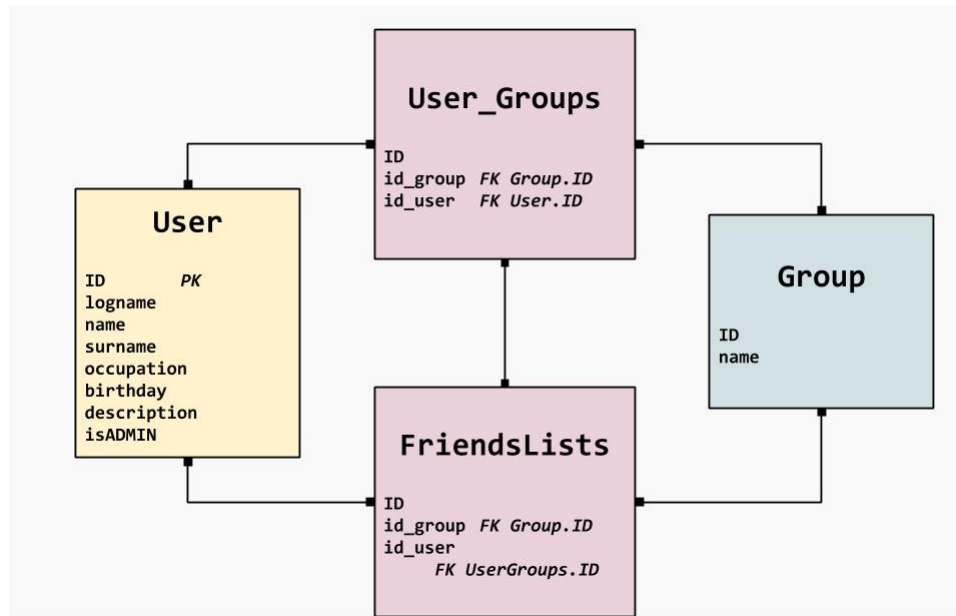 User_Groups
ID
id_group FK Group.ID
id_user FK User.ID
User
ID PK
logname
name
surname
occupation
birthday
description
isADMIN
Group
ID
name
FriendsLists
ID
id_group FK Group.ID
id_user
FK UserGroups.ID